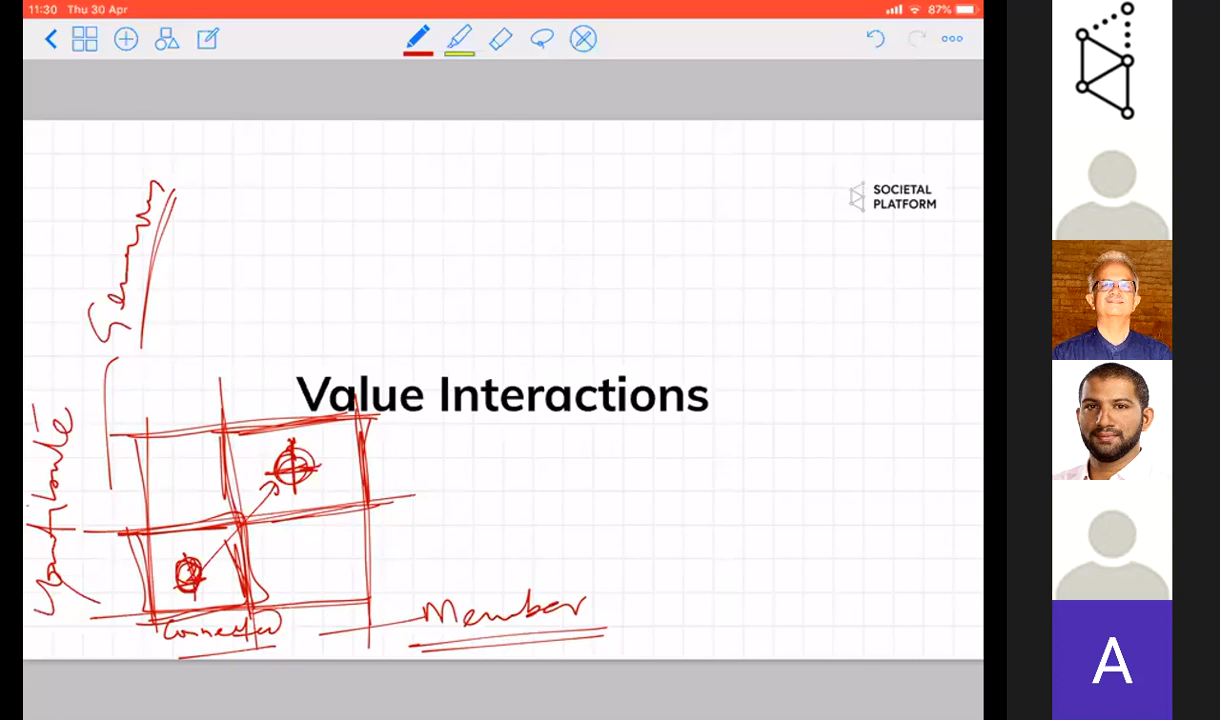 11:30 Thu 30 Apr
87%
SOCIETAL
PLATFORM
Value Interactions
Connected
Member
A